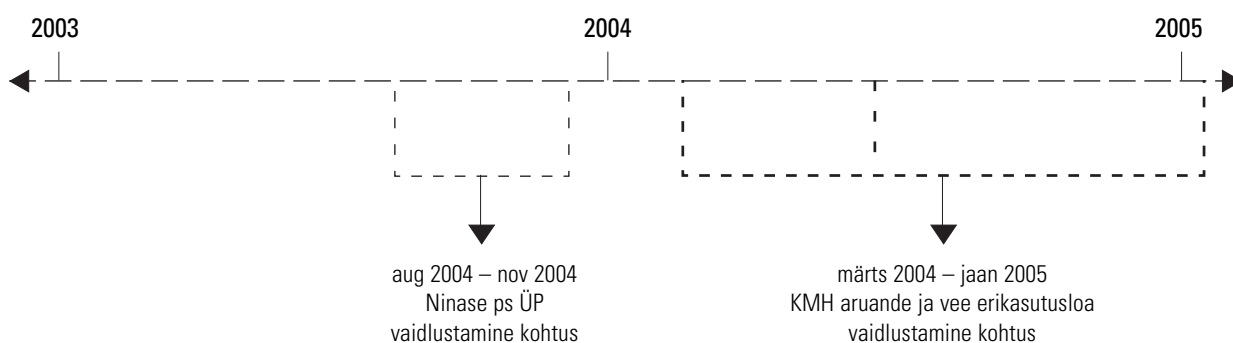 2003
2004
2005
aug 2004 – nov 2004
Ninase ps ÜP
vaidlustamine kohtus
märts 2004 – jaan 2005
KMH aruande ja vee erikasutusloa
vaidlustamine kohtus